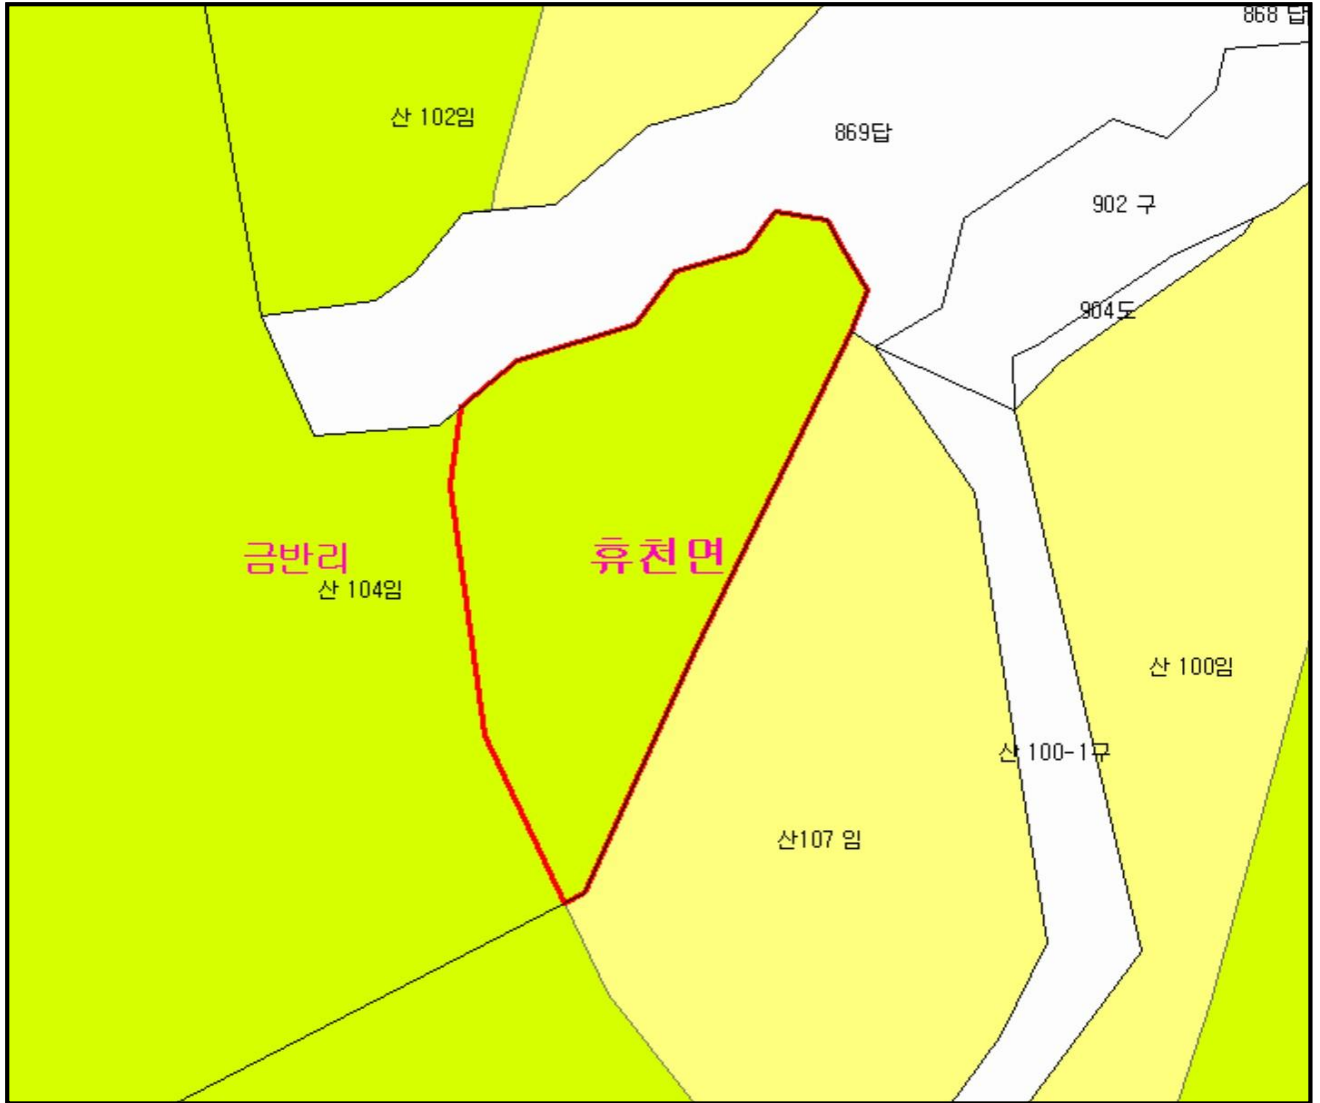 868 답
산 102임
869답
902 구
904도
금반리
휴천면
산 104임
산 100임
산 100-1구
산107 임